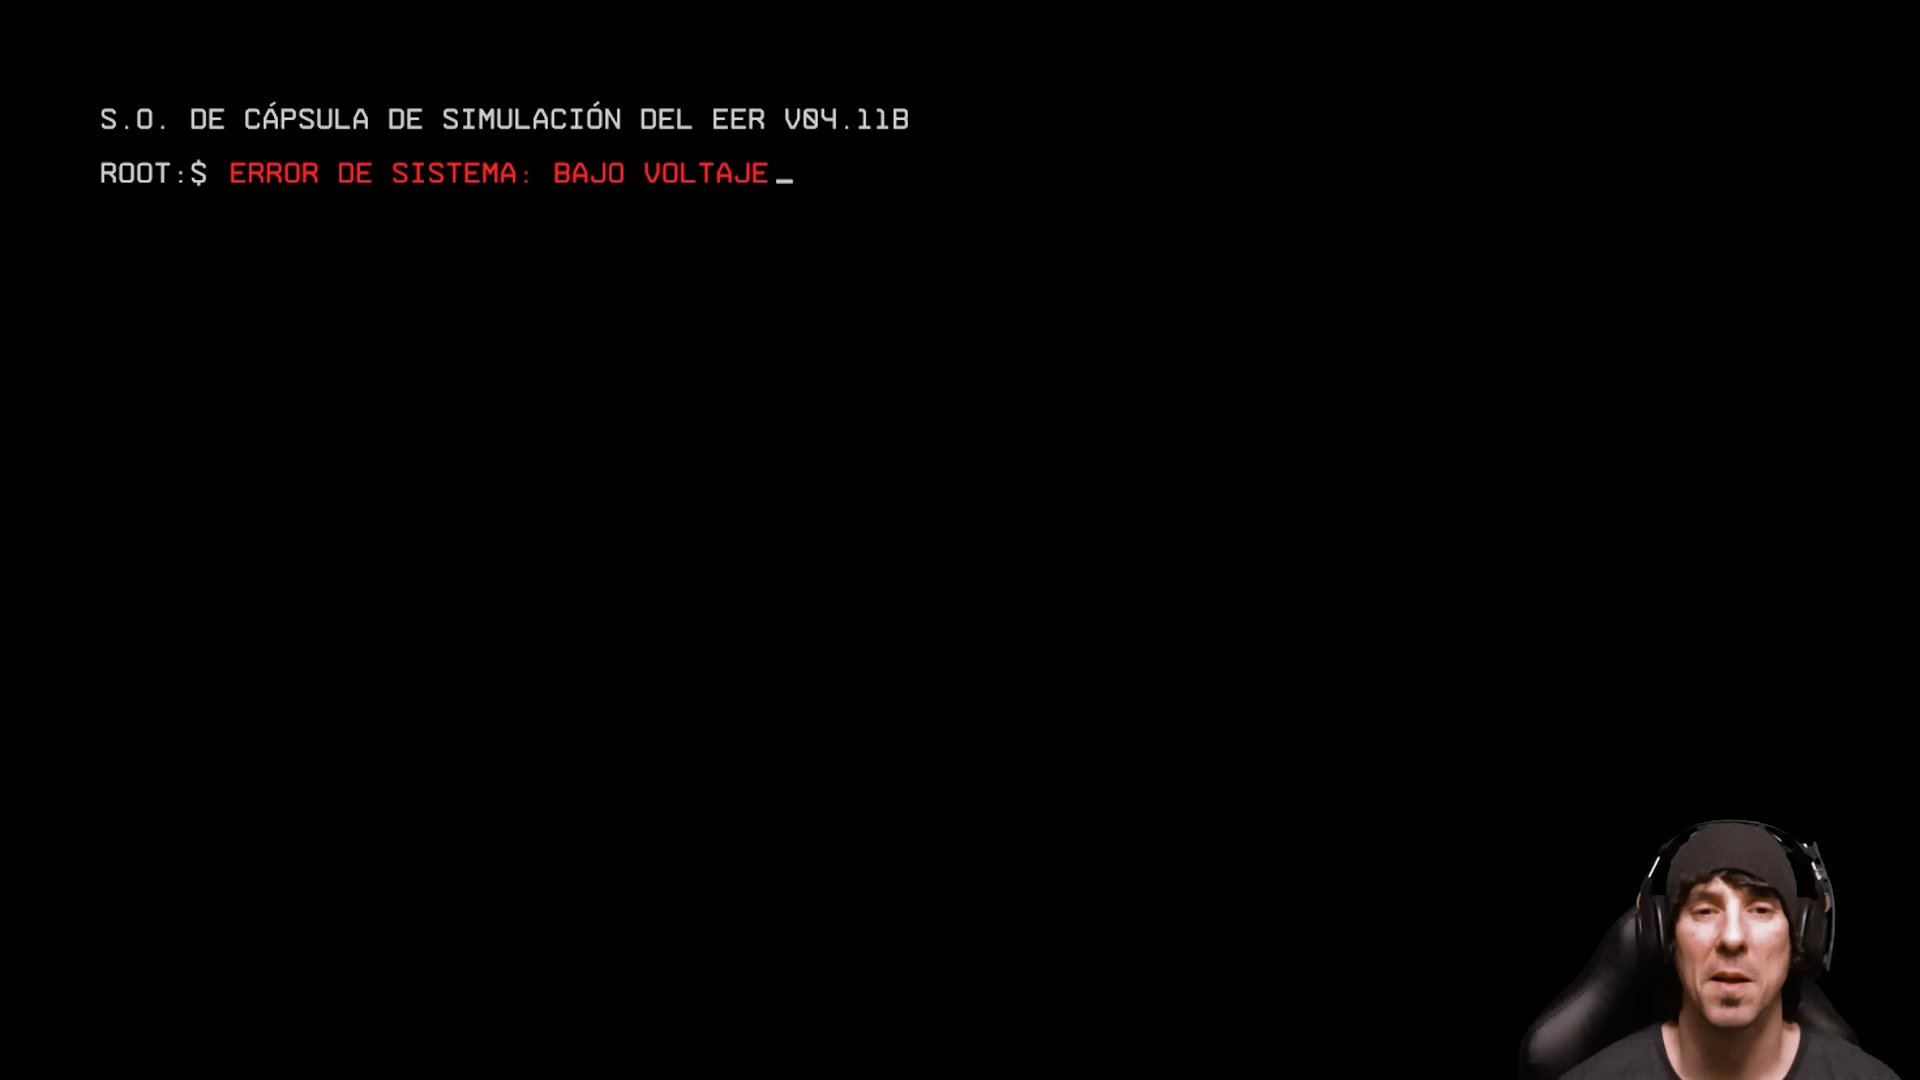 S.O. DE CÁPSULA DE SIMULACIÓN DEL EER V04.11B
ROOT:$ ERROR DE SISTEMA: BAJO VOLTAJE_